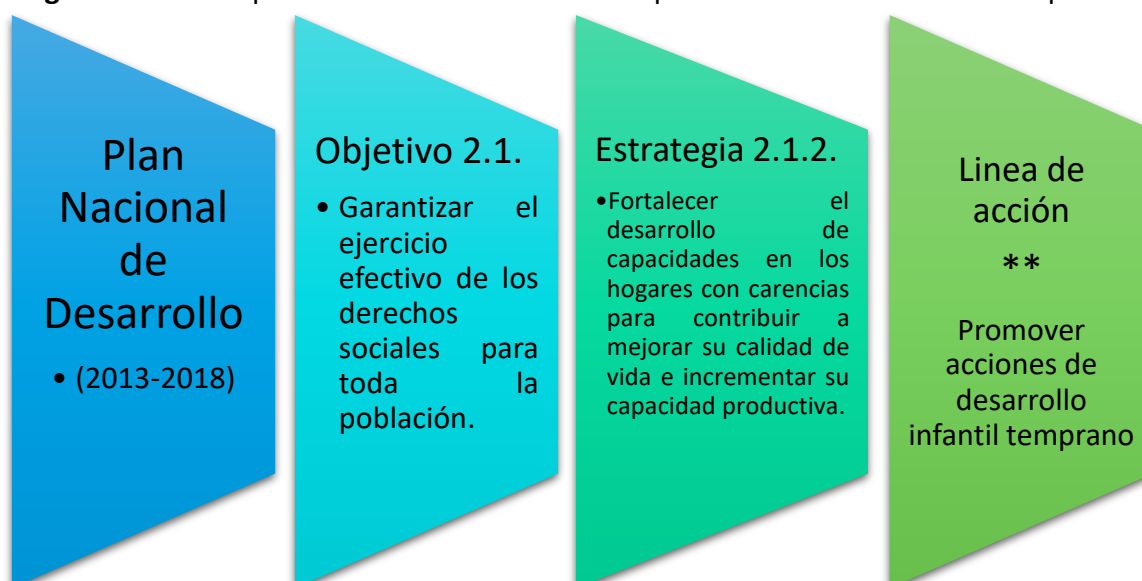 Plan
Nacional
de
Desarrollo
• (2013-2018)
Objetivo 2.1.
• Garantizar el
ejercicio
efectivo de los
derechos
sociales para
toda la
población.
Estrategia 2.1.2.
•Fortalecer el
desarrollo de
capacidades en los
hogares con carencias
para contribuir a
mejorar su calidad de
vida e incrementar su
capacidad productiva.
Linea de
acción
**
Promover
acciones de
desarrollo
infantil temprano